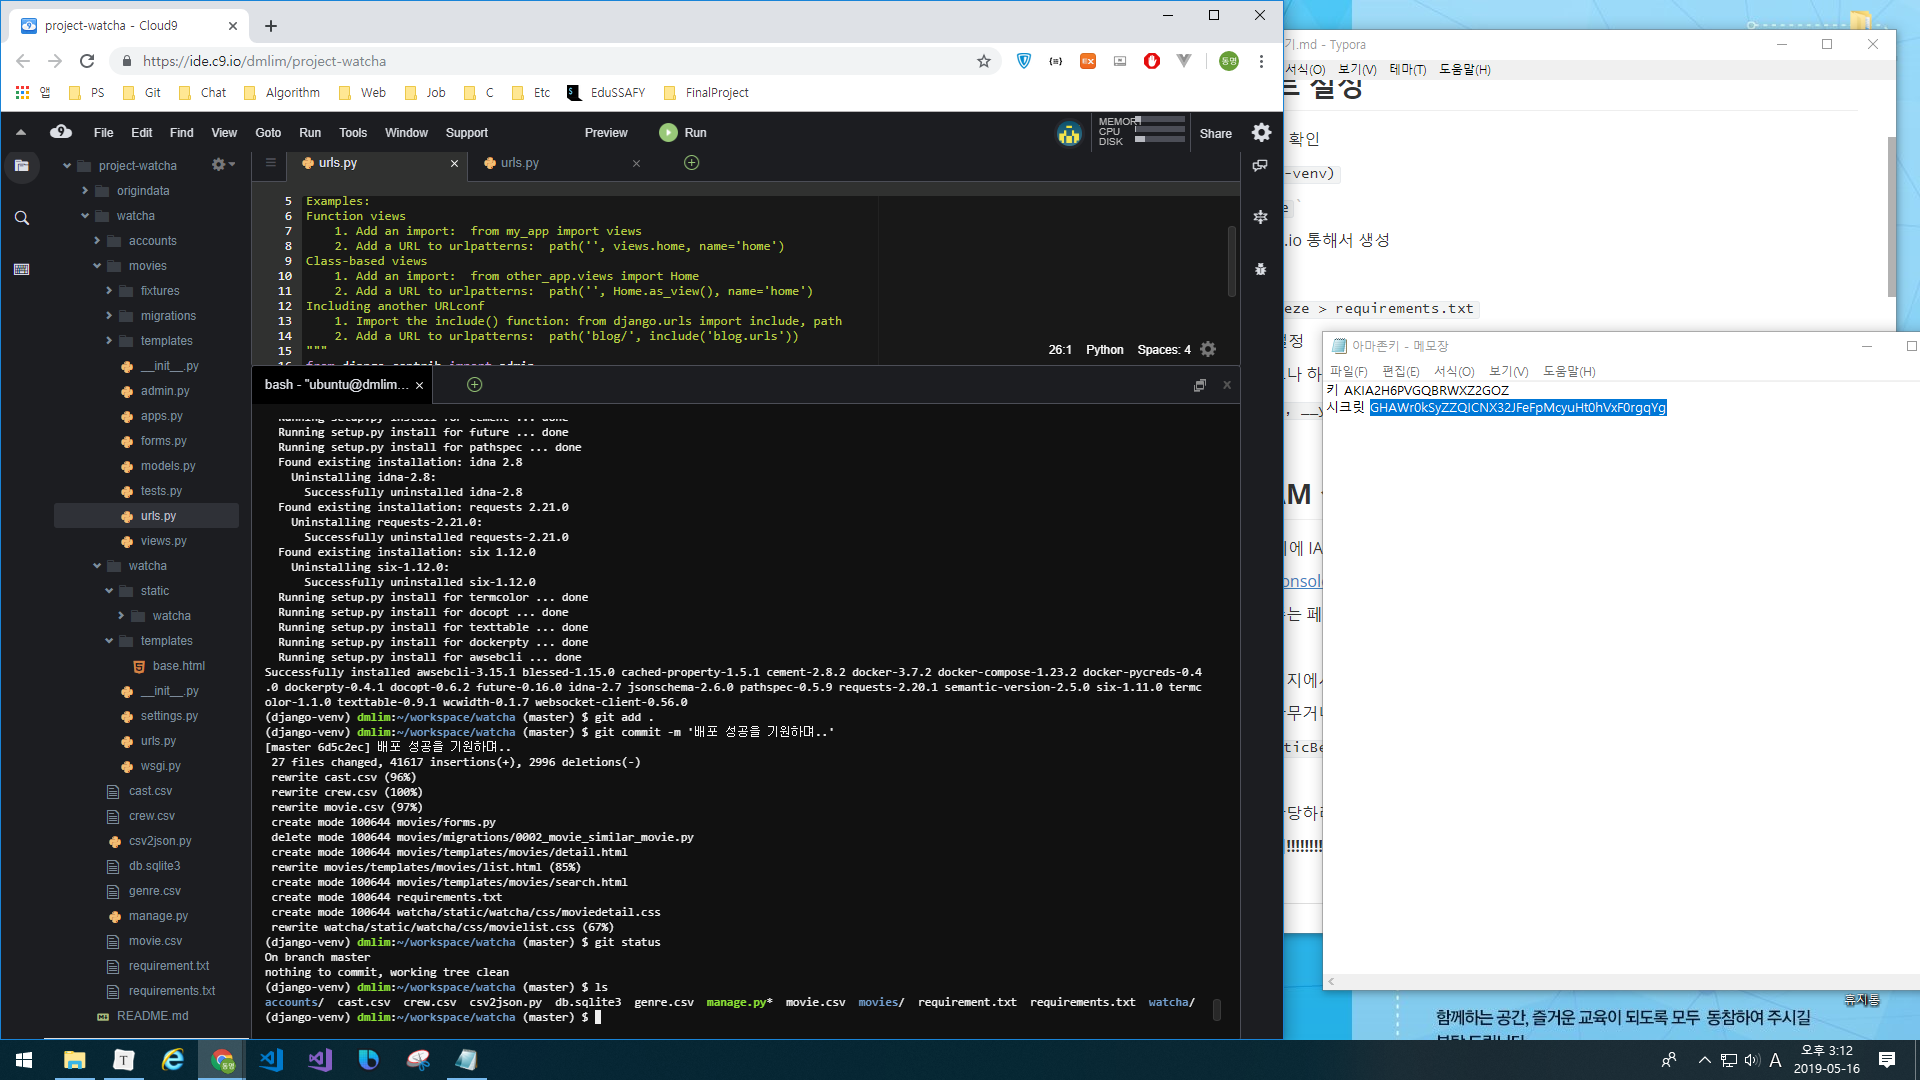 project-watcha - Cloud9
https://ide.c9.io/dmlim/project-watcha
앱 PS Git Chat Algorithm Web Job C Etc EduSSAFY FinalProject
File Edit Find View Goto Run Tools Window Support Preview Run
MEMORY
CPU
DISK
Share
project-watcha
origindata
watcha
accounts
movies
fixtures
migrations
templates
__init__.py
admin.py
apps.py
forms.py
models.py
tests.py
urls.py
views.py
watcha
static
watcha
templates
base.html
__init__.py
settings.py
urls.py
wsgi.py
cast.csv
crew.csv
csv2json.py
db.sqlite3
genre.csv
manage.py
movie.csv
requirement.txt
requirements.txt
README.md
urls.py
urls.py
5 Examples:
6 Function views
7     1. Add an import:  from my_app import views
8     2. Add a URL to urlpatterns:  path('', views.home, name='home')
9 Class-based views
10     1. Add an import:  from other_app.views import Home
11     2. Add a URL to urlpatterns:  path('', Home.as_view(), name='home')
12 Including another URLconf
13     1. Import the include() function: from django.urls import include, path
14     2. Add a URL to urlpatterns:  path('blog/', include('blog.urls'))
15 """
16 from django.contrib import admin
26:1 Python Spaces: 4
bash - "ubuntu@dmlim...
Running setup.py install for cement ... done
Running setup.py install for future ... done
Running setup.py install for pathspec ... done
Found existing installation: idna 2.8
Uninstalling idna-2.8:
Successfully uninstalled idna-2.8
Found existing installation: requests 2.21.0
Uninstalling requests-2.21.0:
Successfully uninstalled requests-2.21.0
Found existing installation: six 1.12.0
Uninstalling six-1.12.0:
Successfully uninstalled six-1.12.0
Running setup.py install for termcolor ... done
Running setup.py install for docopt ... done
Running setup.py install for texttable ... done
Running setup.py install for dockerpty ... done
Running setup.py install for awsebcli ... done
Successfully installed awsebcli-3.15.1 blessed-1.15.0 cached-property-1.5.1 cement-2.8.2 docker-3.7.2 docker-compose-1.23.2 docker-pycreds-0.4
.0 dockerpty-0.4.1 docopt-0.6.2 future-0.16.0 idna-2.7 jsonschema-2.6.0 pathspec-0.5.9 requests-2.20.1 semantic-version-2.5.0 six-1.11.0 termc
olor-1.1.0 texttable-0.9.1 wcwidth-0.1.7 websocket-client-0.56.0
(django-venv) dmlim:~/workspace/watcha (master) $ git add .
(django-venv) dmlim:~/workspace/watcha (master) $ git commit -m '배포 성공을 기원하며..'
[master 6d5c2ec] 배포 성공을 기원하며..
27 files changed, 41617 insertions(+), 2996 deletions(-)
rewrite cast.csv (96%)
rewrite crew.csv (100%)
rewrite movie.csv (97%)
create mode 100644 movies/forms.py
delete mode 100644 movies/migrations/0002_movie_similar_movie.py
create mode 100644 movies/templates/movies/detail.html
rewrite movies/templates/movies/list.html (85%)
create mode 100644 movies/templates/movies/search.html
create mode 100644 requirements.txt
create mode 100644 watcha/static/watcha/css/moviedetail.css
rewrite watcha/static/watcha/css/movielist.css (67%)
(django-venv) dmlim:~/workspace/watcha (master) $ git status
On branch master
nothing to commit, working tree clean
(django-venv) dmlim:~/workspace/watcha (master) $ ls
accounts/ cast.csv crew.csv csv2json.py db.sqlite3 genre.csv manage.py* movie.csv movies/ requirement.txt requirements.txt watcha/
(django-venv) dmlim:~/workspace/watcha (master) $
기.md - Typora
서식(O) 보기(V) 테마(T) 도움말(H)
트 설정
확인
-venv)
e`
.io 통해서 생성
eze > requirements.txt
설정
나 하
, __y
AM
에 IA
onsole
는 페
지에서
무거나
ticBe
당하
!!!!!!!!!
아마존키 - 메모장
파일(F) 편집(E) 서식(O) 보기(V) 도움말(H)
키 AKIA2H6PVGQBRWXZ2GOZ
시크릿 GHAWr0kSyZZQICNX32JFeFpMcyuHt0hVxF0rgqYg
휴지통
함께하는 공간, 즐거운 교육이 되도록 모두 동참하여 주시길
부탁 드립니다
A 오후 3:12
2019-05-16